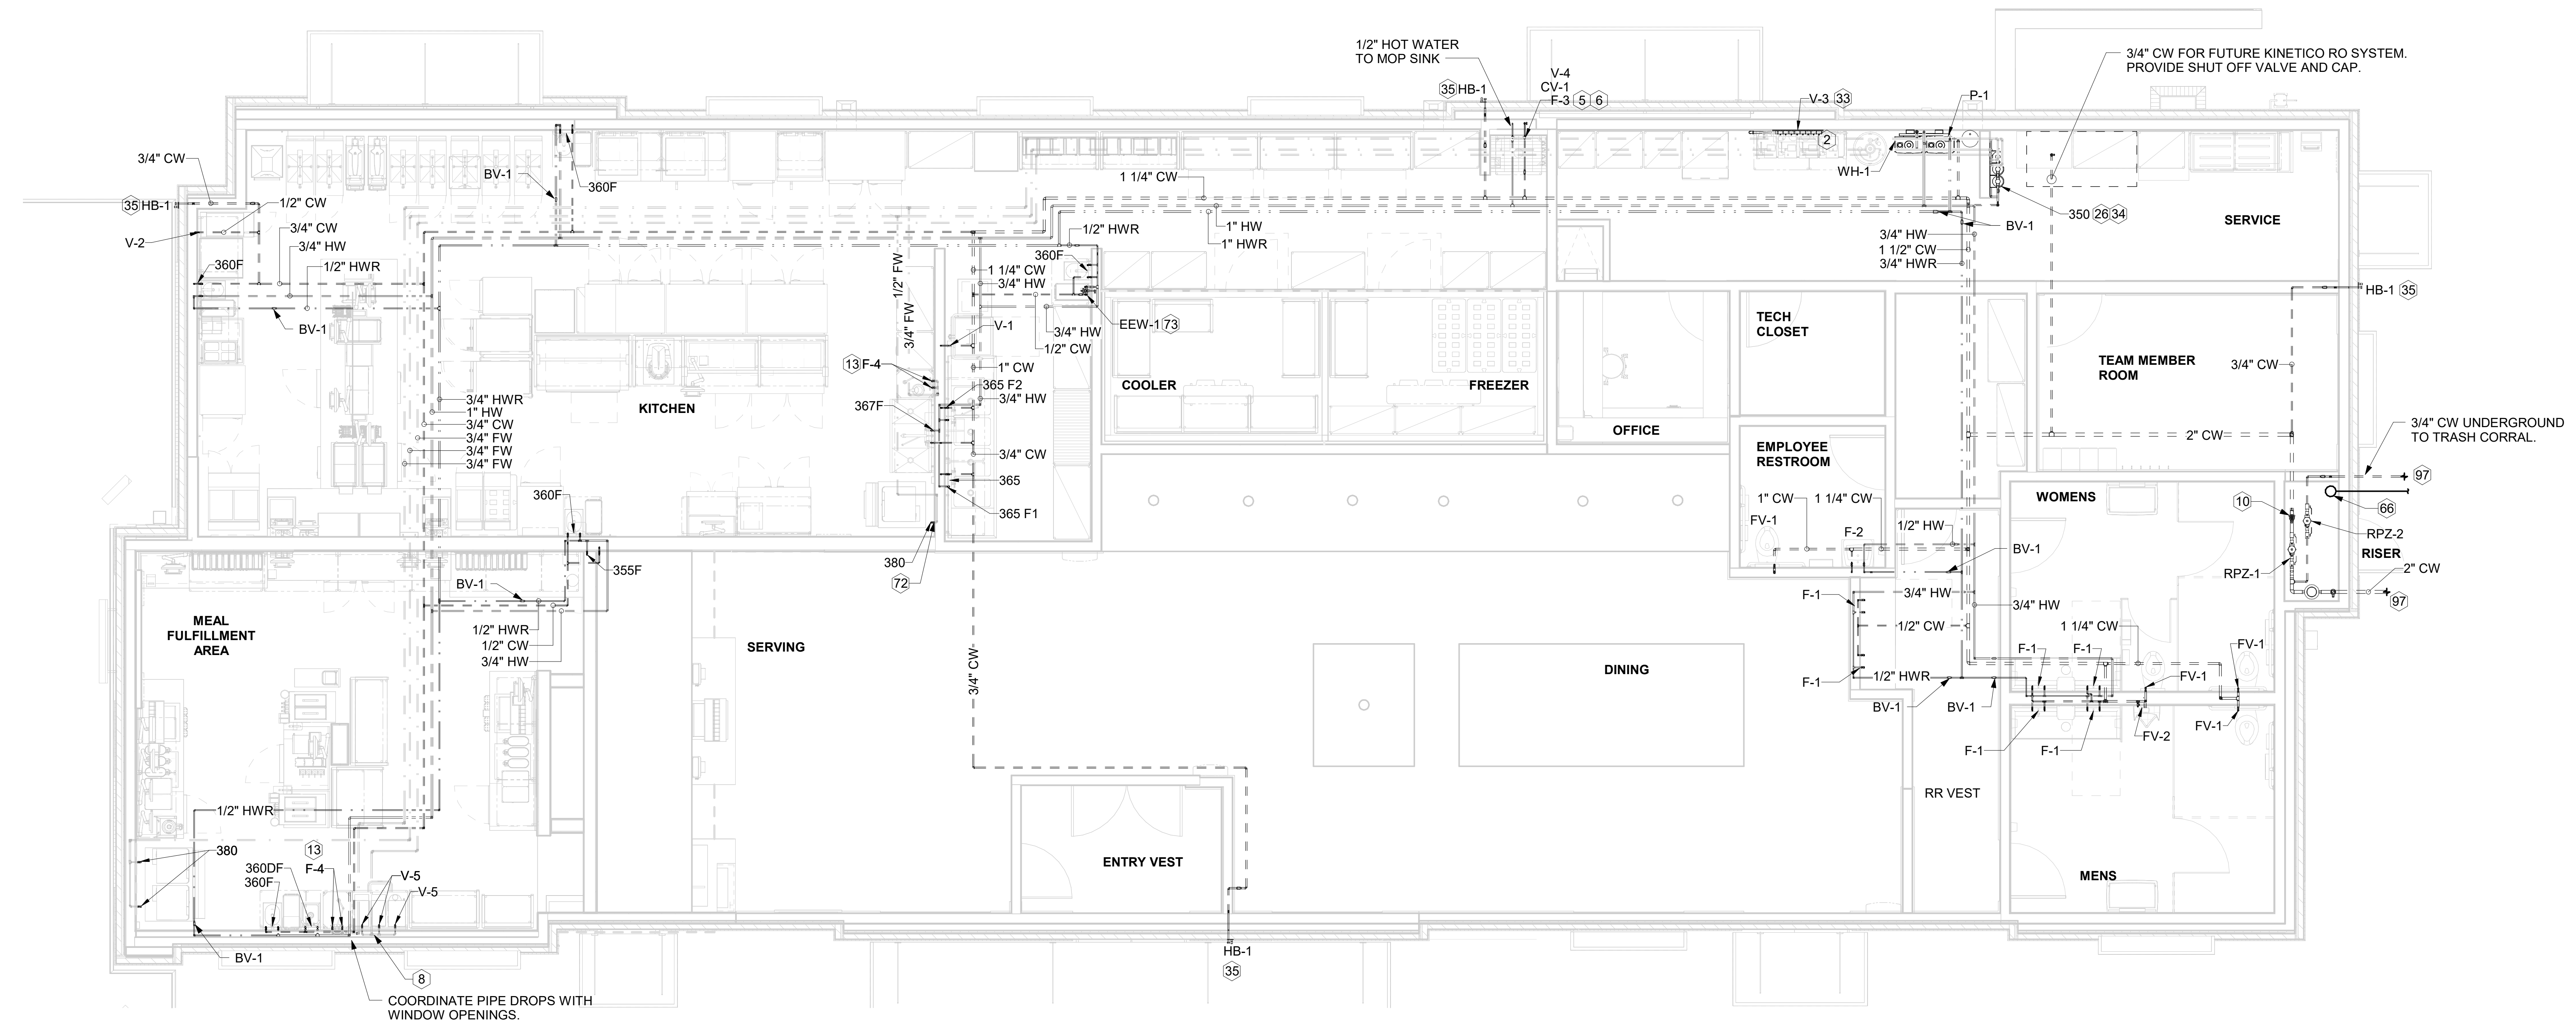 1/2" HOT WATER
TO MOP SINK
V-4
CV-1
F-3 5 6
35 HB-1
V-3 33
2
P-1
WH-1
3/4" CW FOR FUTURE KINETICO RO SYSTEM.
PROVIDE SHUT OFF VALVE AND CAP.
3/4" CW
35 HB-1
V-2
1/2" CW
3/4" CW
3/4" HW
1/2" HWR
360F
BV-1
BV-1
360F
1 1/4" CW
1" HW
1" HWR
1/2" HWR
360F
1 1/4" CW
3/4" HW
EEW-1 73
3/4" HW
1/2" CW
V-1
1" CW
1/2" FW
3/4" FW
13 F-4
365 F2
3/4" HW
367F
3/4" CW
365
365 F1
380
72
350 26 34
BV-1
SERVICE
3/4" HW
1 1/2" CW
3/4" HWR
HB-1 35
TECH
CLOSET
TEAM MEMBER
ROOM
3/4" CW
COOLER
FREEZER
OFFICE
KITCHEN
3/4" HWR
1" HW
3/4" CW
3/4" FW
3/4" FW
3/4" FW
360F
355F
BV-1
1/2" HWR
1/2" CW
3/4" HW
2" CW
3/4" CW UNDERGROUND
TO TRASH CORRAL.
97
66
10
RPZ-2
RISER
RPZ-1
2" CW
97
EMPLOYEE
RESTROOM
1" CW
1 1/4" CW
FV-1
F-2
1/2" HW
BV-1
WOMENS
F-1
3/4" HW
3/4" HW
1/2" CW
1 1/4" CW
F-1
F-1
FV-1
F-1
1/2" HWR
FV-1
BV-1
BV-1
F-1
F-1
FV-2
FV-1
MEAL
FULFILLMENT
AREA
SERVING
3/4" CW
DINING
RR VEST
1/2" HWR
380
13
360DF
F-4
360F
V-5
V-5
BV-1
8
COORDINATE PIPE DROPS WITH
WINDOW OPENINGS.
ENTRY VEST
HB-1
35
MENS